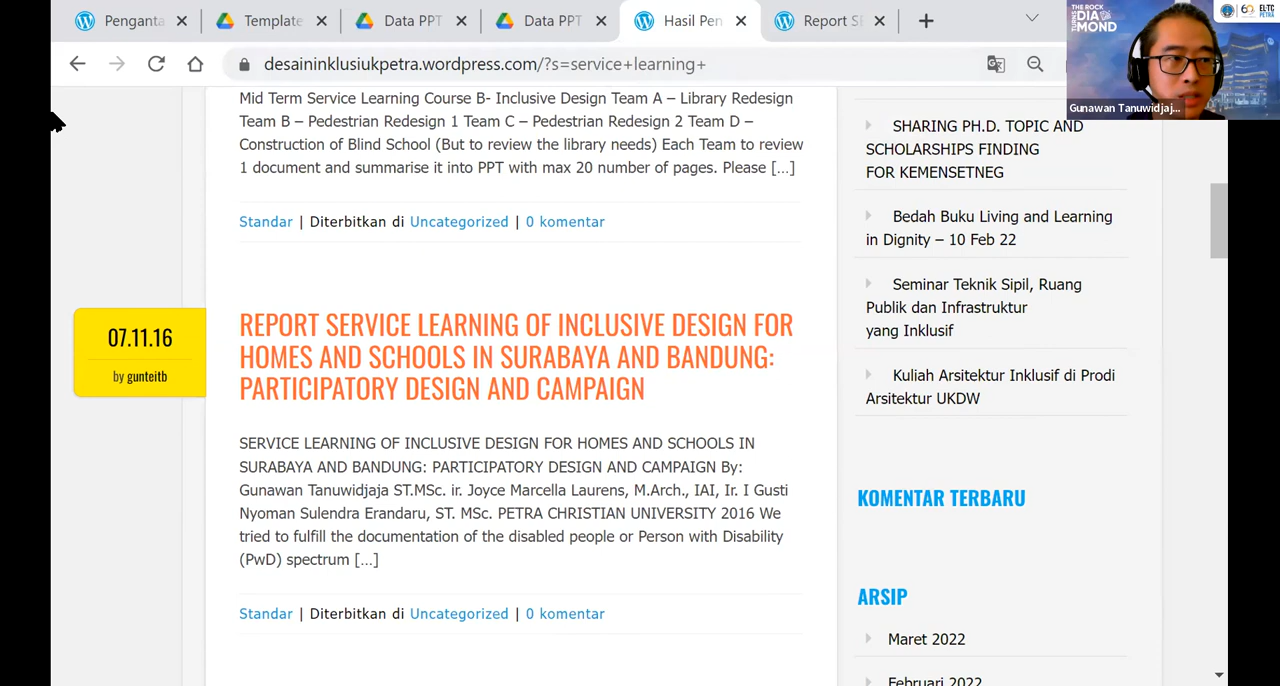 Penganta
Template
Data PPT
Data PPT
Hasil Pen
Report SE
desaininklusiukpetra.wordpress.com/?s=service+learning+
THE ROCK
TURNS
DIA
MOND
60
ELTC
PETRA
Gunawan Tanuwidjaj...
Mid Term Service Learning Course B- Inclusive Design Team A – Library Redesign
Team B – Pedestrian Redesign 1 Team C – Pedestrian Redesign 2 Team D –
Construction of Blind School (But to review the library needs) Each Team to review
1 document and summarise it into PPT with max 20 number of pages. Please [...]
Standar | Diterbitkan di Uncategorized | 0 komentar
07.11.16
by gunteitb
REPORT SERVICE LEARNING OF INCLUSIVE DESIGN FOR
HOMES AND SCHOOLS IN SURABAYA AND BANDUNG:
PARTICIPATORY DESIGN AND CAMPAIGN
SERVICE LEARNING OF INCLUSIVE DESIGN FOR HOMES AND SCHOOLS IN
SURABAYA AND BANDUNG: PARTICIPATORY DESIGN AND CAMPAIGN By:
Gunawan Tanuwidjaja ST.MSc. ir. Joyce Marcella Laurens, M.Arch., IAI, Ir. I Gusti
Nyoman Sulendra Erandaru, ST. MSc. PETRA CHRISTIAN UNIVERSITY 2016 We
tried to fulfill the documentation of the disabled people or Person with Disability
(PwD) spectrum [...]
Standar | Diterbitkan di Uncategorized | 0 komentar
SHARING PH.D. TOPIC AND
SCHOLARSHIPS FINDING
FOR KEMENSETNEG
Bedah Buku Living and Learning
in Dignity – 10 Feb 22
Seminar Teknik Sipil, Ruang
Publik dan Infrastruktur
yang Inklusif
Kuliah Arsitektur Inklusif di Prodi
Arsitektur UKDW
KOMENTAR TERBARU
ARSIP
Maret 2022
Februari 2022